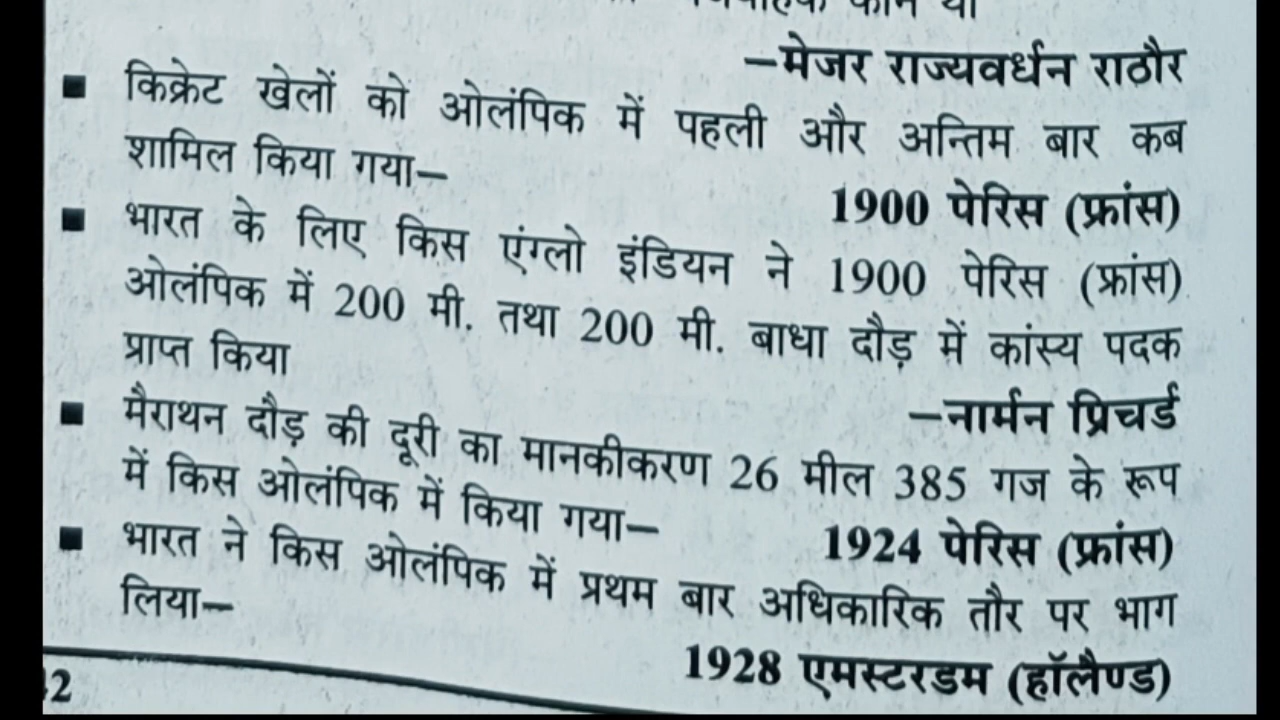 कौन था
–मेजर राज्यवर्धन राठौर
▪ किक्रेट खेलों को ओलंपिक में पहली और अन्तिम बार कब
शामिल किया गया–
1900 पेरिस (फ्रांस)
▪ भारत के लिए किस एंग्लो इंडियन ने 1900 पेरिस (फ्रांस)
ओलंपिक में 200 मी. तथा 200 मी. बाधा दौड़ में कांस्य पदक
प्राप्त किया
–नार्मन प्रिचर्ड
▪ मैराथन दौड़ की दूरी का मानकीकरण 26 मील 385 गज के रूप
में किस ओलंपिक में किया गया–
1924 पेरिस (फ्रांस)
▪ भारत ने किस ओलंपिक में प्रथम बार अधिकारिक तौर पर भाग
लिया–
1928 एमस्टरडम (हॉलैण्ड)
2